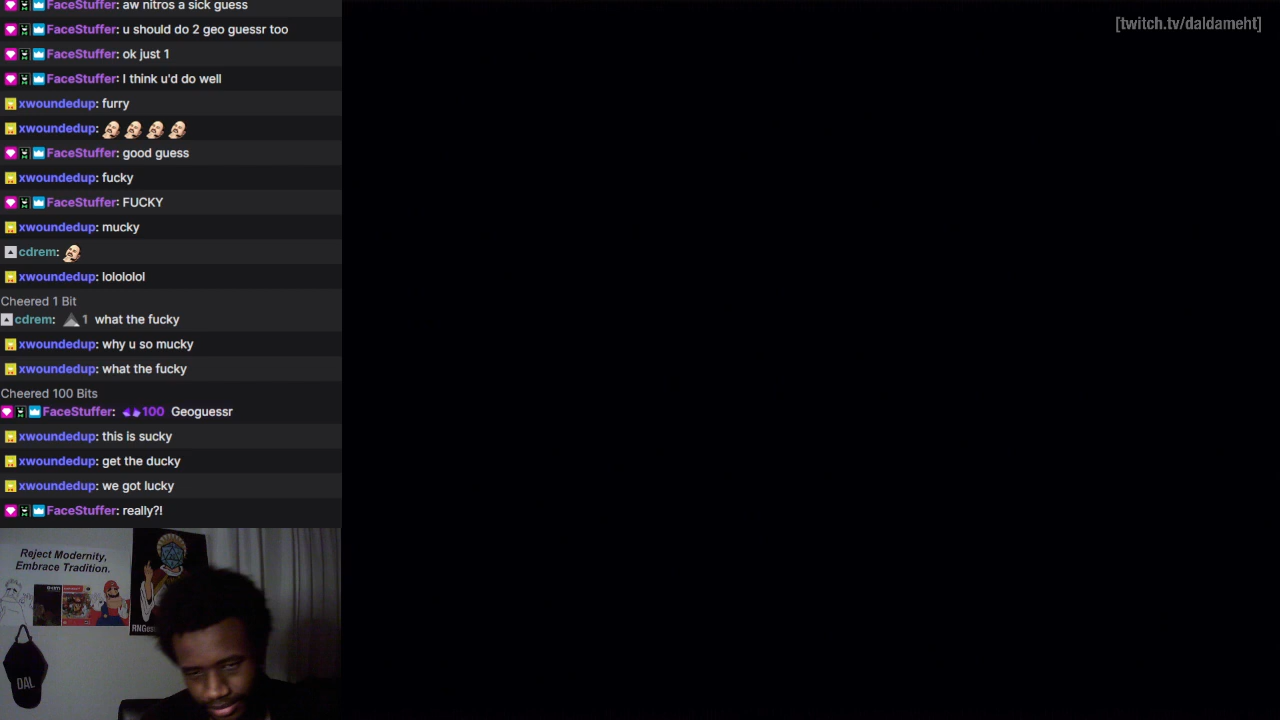 FaceStuffer: aw nitros a sick guess
[twitch.tv/daldameht]
FaceStuffer: u should do 2 geo guessr too
FaceStuffer: ok just 1
FaceStuffer: I think u'd do well
xwoundedup: furry
xwoundedup:
FaceStuffer: good guess
xwoundedup: fucky
FaceStuffer: FUCKY
xwoundedup: mucky
cdrem:
xwoundedup: lolololol
Cheered 1 Bit
cdrem: 1 what the fucky
xwoundedup: why u so mucky
xwoundedup: what the fucky
Cheered 100 Bits
FaceStuffer: 100 Geoguessr
xwoundedup: this is sucky
xwoundedup: get the ducky
xwoundedup: we got lucky
FaceStuffer: really?!
Reject Modernity,
Embrace Tradition.
DAL